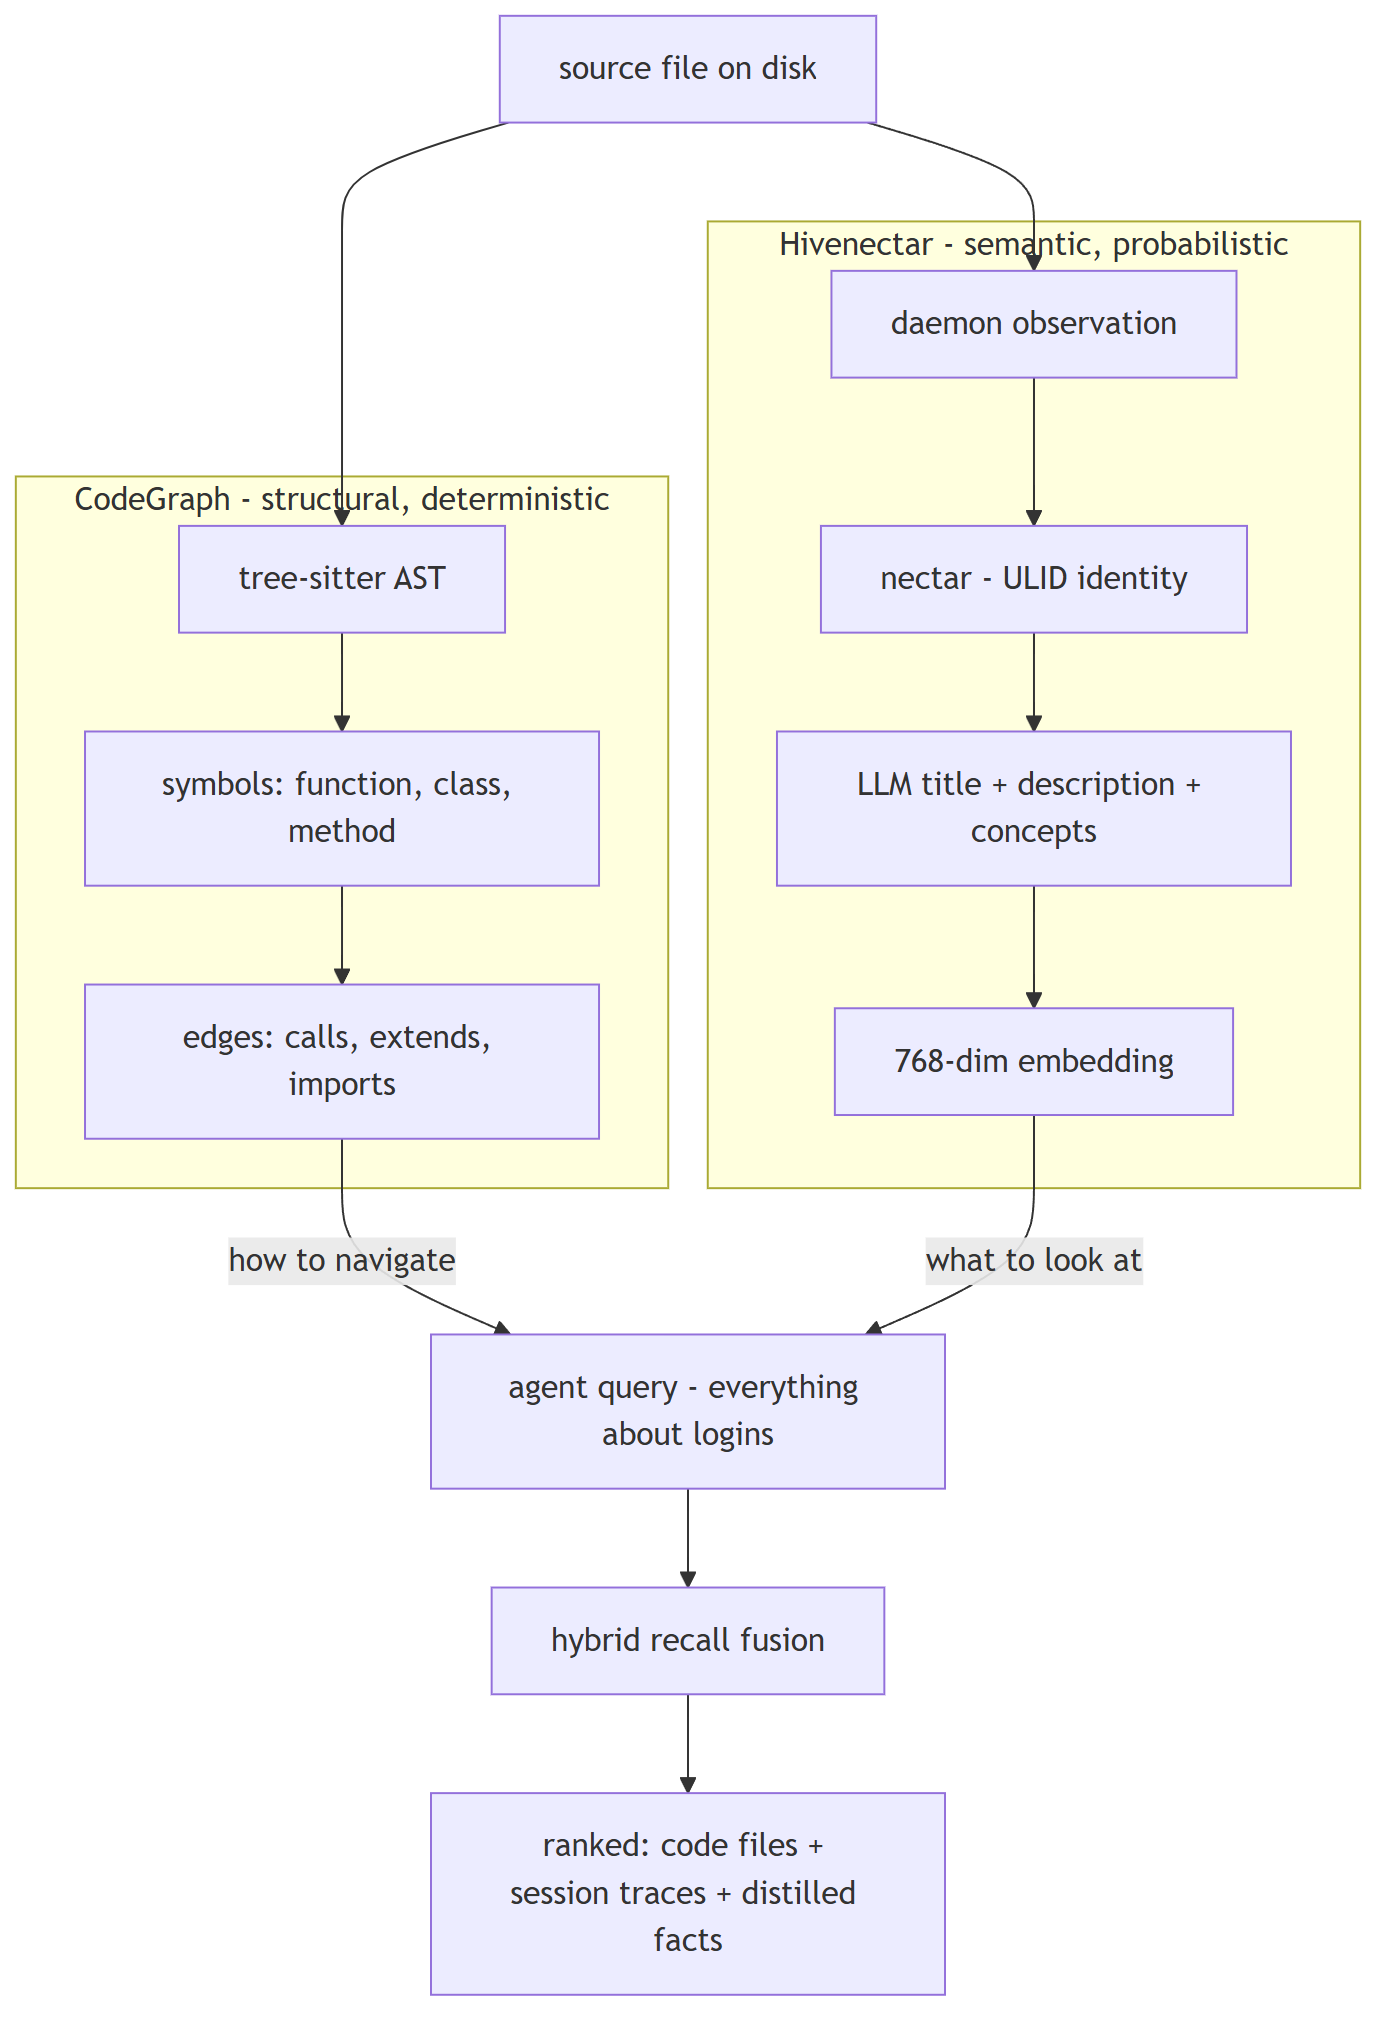 source file on disk
Hivenectar - semantic, probabilistic
daemon observation
CodeGraph - structural, deterministic
tree-sitter AST
nectar - ULID identity
symbols: function, class,
method
LLM title + description +
concepts
edges: calls, extends,
imports
768-dim embedding
how to navigate
what to look at
agent query - everything
about logins
hybrid recall fusion
ranked: code files +
session traces + distilled
facts